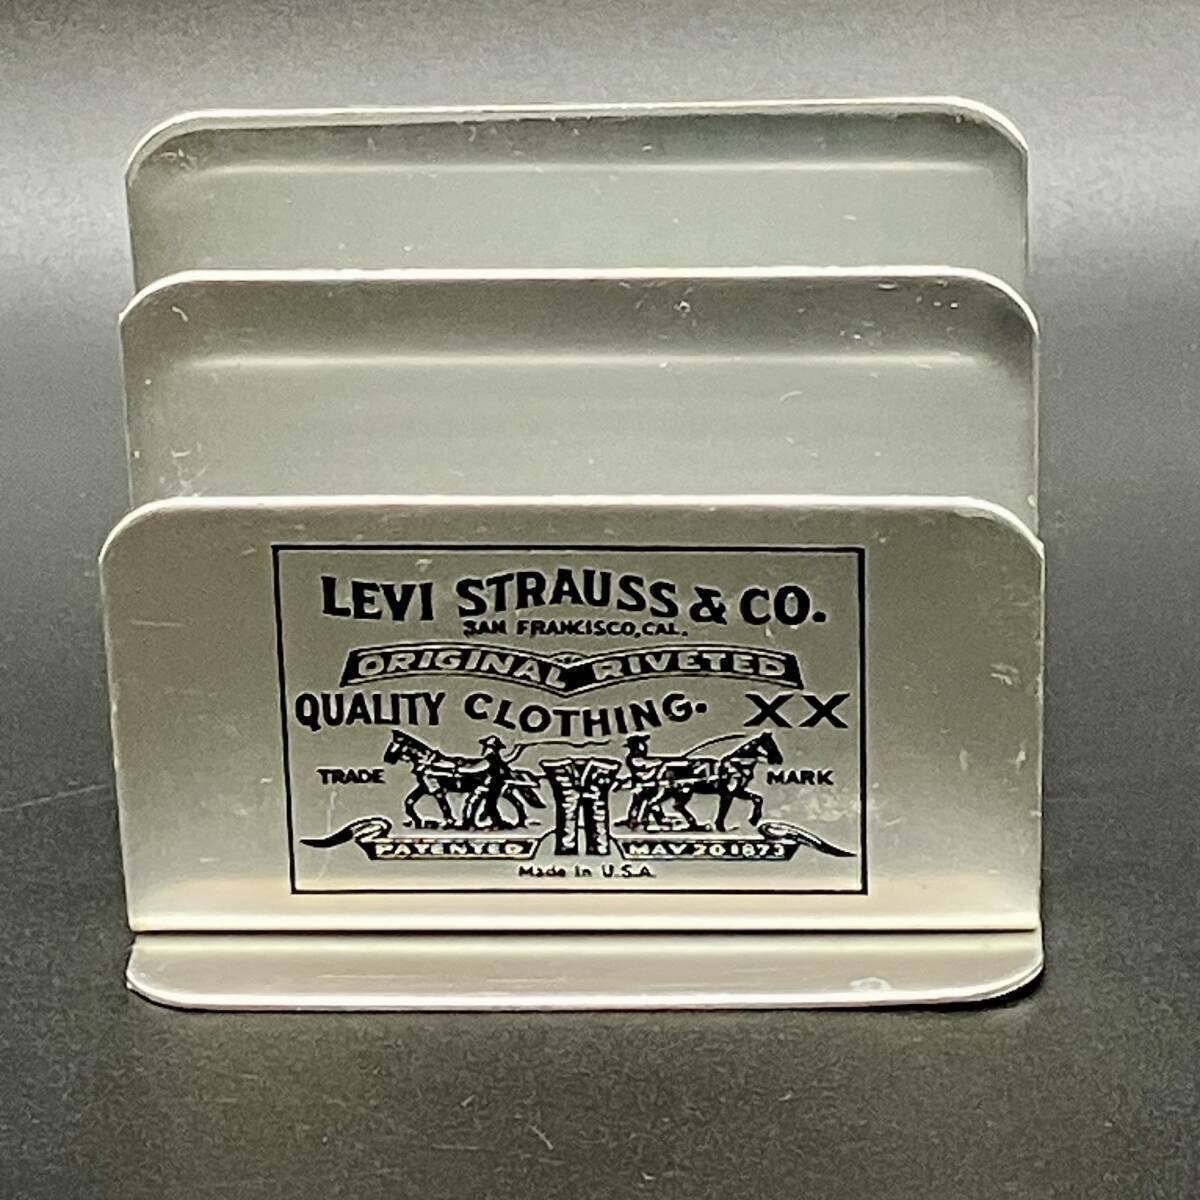 LEVI STRAUSS & CO.
SAN FRANCISCO, CAL.
ORIGINAL RIVETED
QUALITY CLOTHING. XX
TRADE MARK
PATENTED MAY 20 1873
Made in U.S.A.